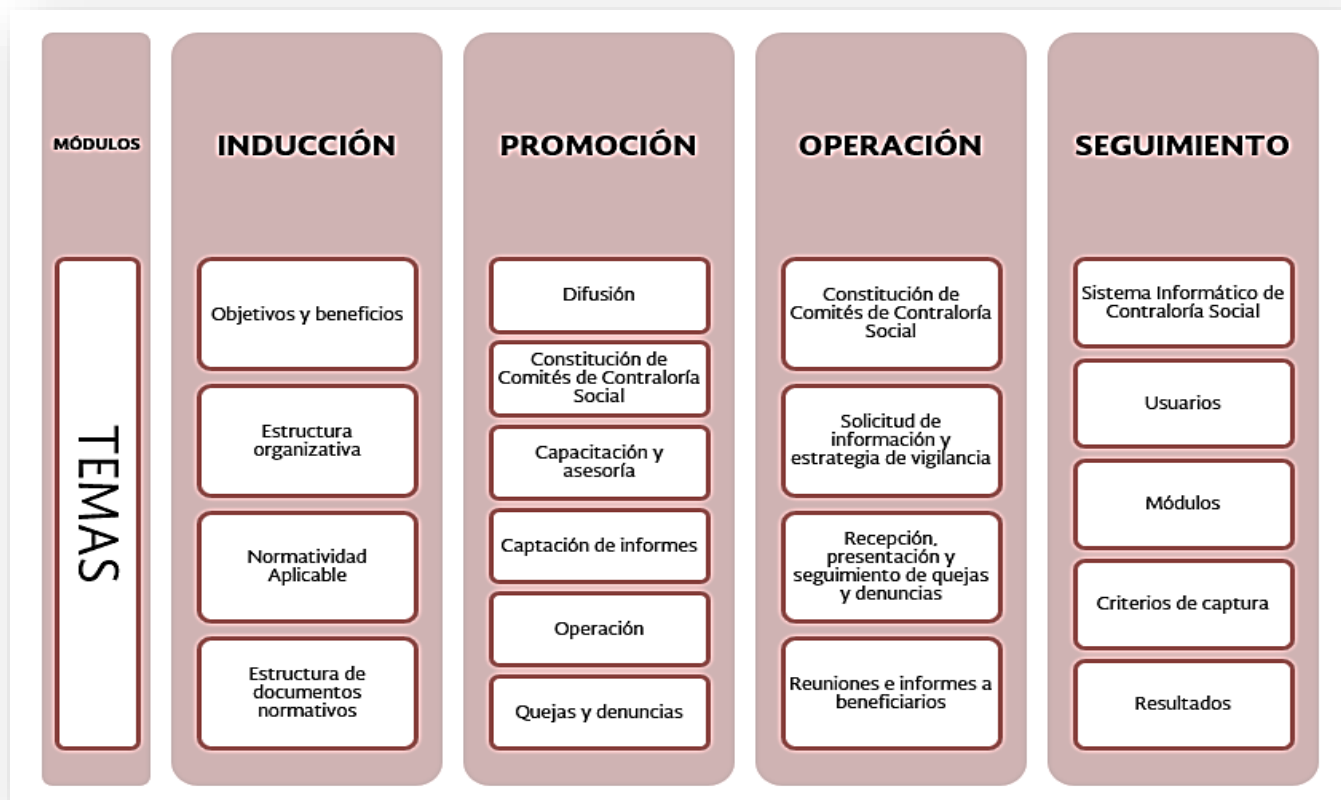 MÓDULOS
TEMAS
INDUCCIÓN
Objetivos y beneficios
Estructura
organizativa
Normatividad
Aplicable
Estructura de
documentos
normativos
PROMOCIÓN
Difusión
Constitución de
Comités de Contraloría
Social
Capacitación y
asesoría
Captación de informes
Operación
Quejas y denuncias
OPERACIÓN
Constitución de
Comités de Contraloría
Social
Solicitud de
información y
estrategia de vigilancia
Recepción,
presentación y
seguimiento de quejas
y denuncias
Reuniones e informes a
beneficiarios
SEGUIMIENTO
Sistema Informático de
Contraloría Social
Usuarios
Módulos
Criterios de captura
Resultados